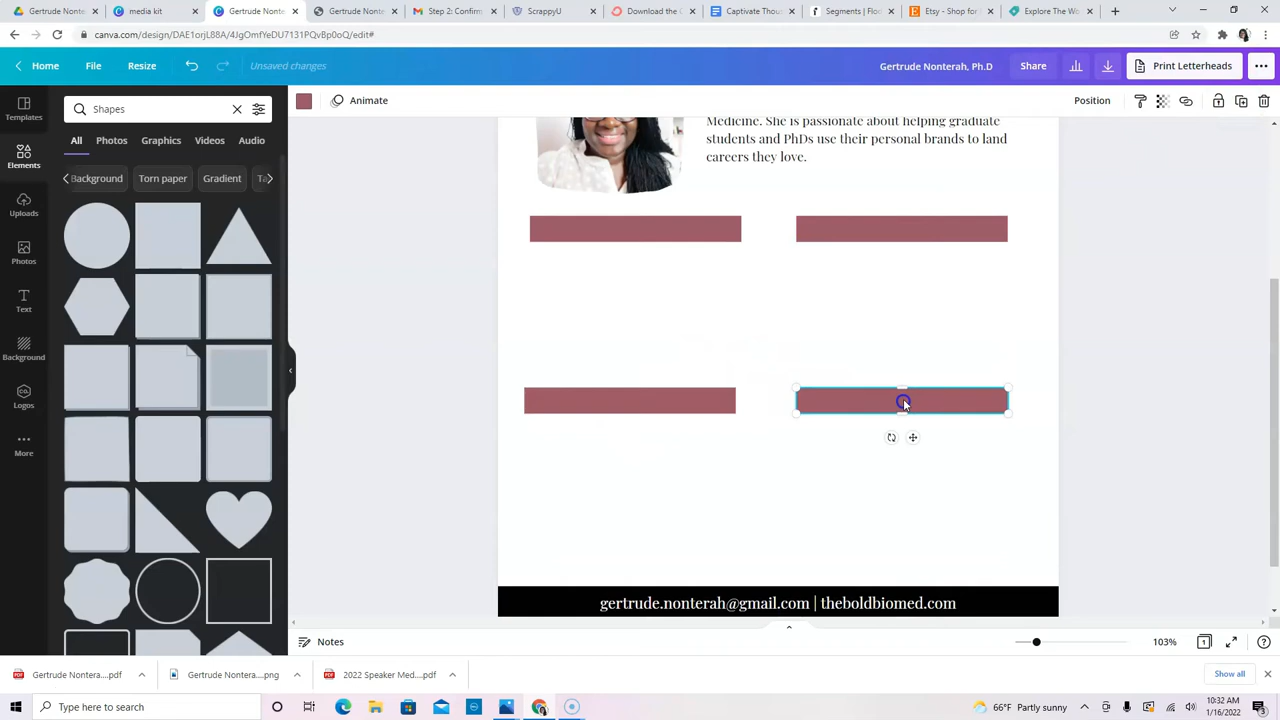 media kit
Gertrude Nonte
Gertrude Nonter
Step 2: Confirm
ScrappyU
Download the C
Captivate Thou
Segments | Flo
Etsy - Shop for
Explore The Wo
canva.com/design/DAE1orjL88A/4JgOmfYeDU7131PQvBp0oQ/edit#
Home
File
Resize
Unsaved changes
Gertrude Nonterah, Ph.D
Share
Print Letterheads
Templates
Elements
Uploads
Photos
Text
Background
Logos
More
Shapes
All
Photos
Graphics
Videos
Audio
Background
Torn paper
Gradient
Ta
Animate
Position
Medicine. She is passionate about helping graduate
students and PhDs use their personal brands to land
careers they love.
gertrude.nonterah@gmail.com | theboldbiomed.com
Notes
103%
1
Gertrude Nontera....pdf
Gertrude Nontera....png
2022 Speaker Med....pdf
Show all
Type here to search
66°F Partly sunny
10:32 AM
1/16/2022
3